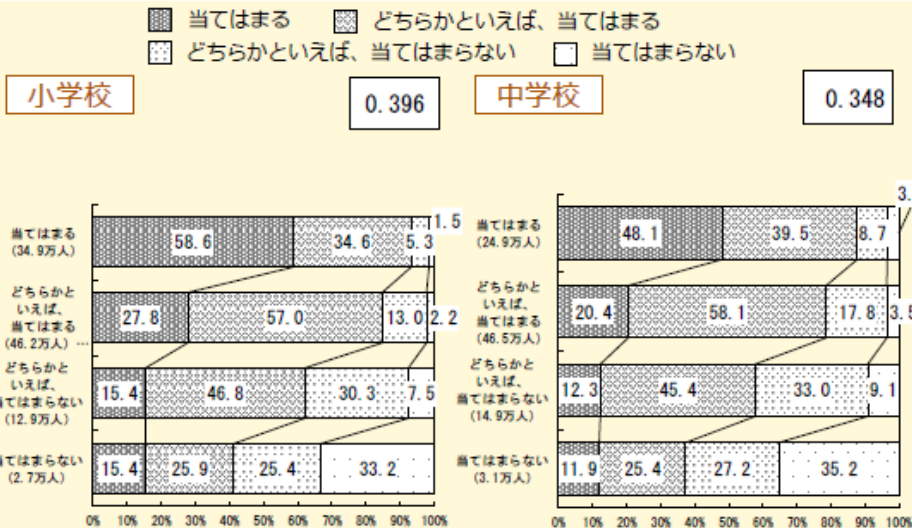 当てはまる どちらかといえば、当てはまる
どちらかといえば、当てはまらない 当てはまらない
小学校 0.396 中学校 0.348
当てはまる
(34.9万人)
58.6 34.6 5.3 1.5
どちらかと
いえば、
当てはまる
(46.2万人) …
27.8 57.0 13.0 2.2
どちらかと
いえば、
当てはまらない
(12.9万人)
15.4 46.8 30.3 7.5
当てはまらない
(2.7万人)
15.4 25.9 25.4 33.2
0% 10% 20% 30% 40% 50% 60% 70% 80% 90% 100%
当てはまる
(24.9万人)
48.1 39.5 8.7 3.
どちらかと
いえば、
当てはまる
(46.5万人)
20.4 58.1 17.8 3.5
どちらかと
いえば、
当てはまらない
(14.9万人)
12.3 45.4 33.0 9.1
当てはまらない
(3.1万人)
11.9 25.4 27.2 35.2
0% 10% 20% 30% 40% 50% 60% 70% 80% 90% 100%